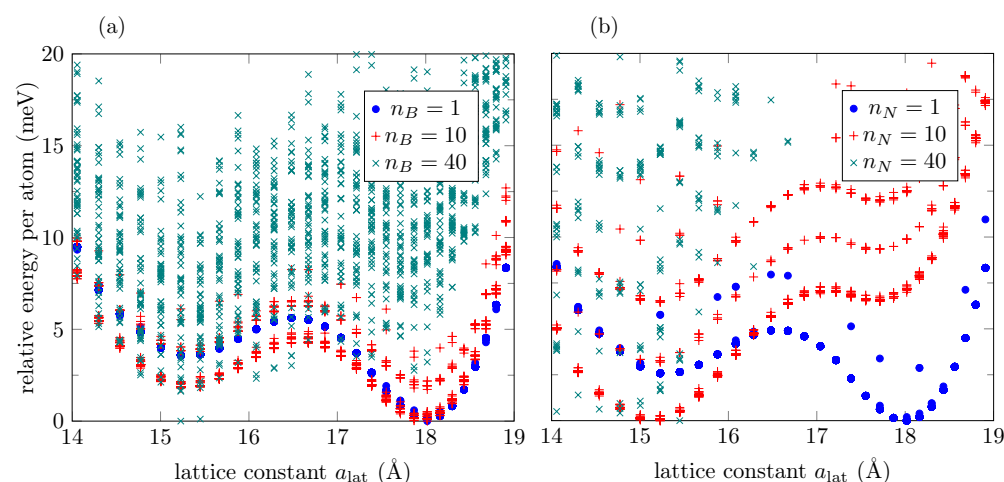 (a)
(b)
relative energy per atom (meV)
20
15
10
5
0
n_B = 1
n_B = 10
n_B = 40
n_N = 1
n_N = 10
n_N = 40
14 15 16 17 18 19
14 15 16 17 18 19
lattice constant a_lat (Å)
lattice constant a_lat (Å)